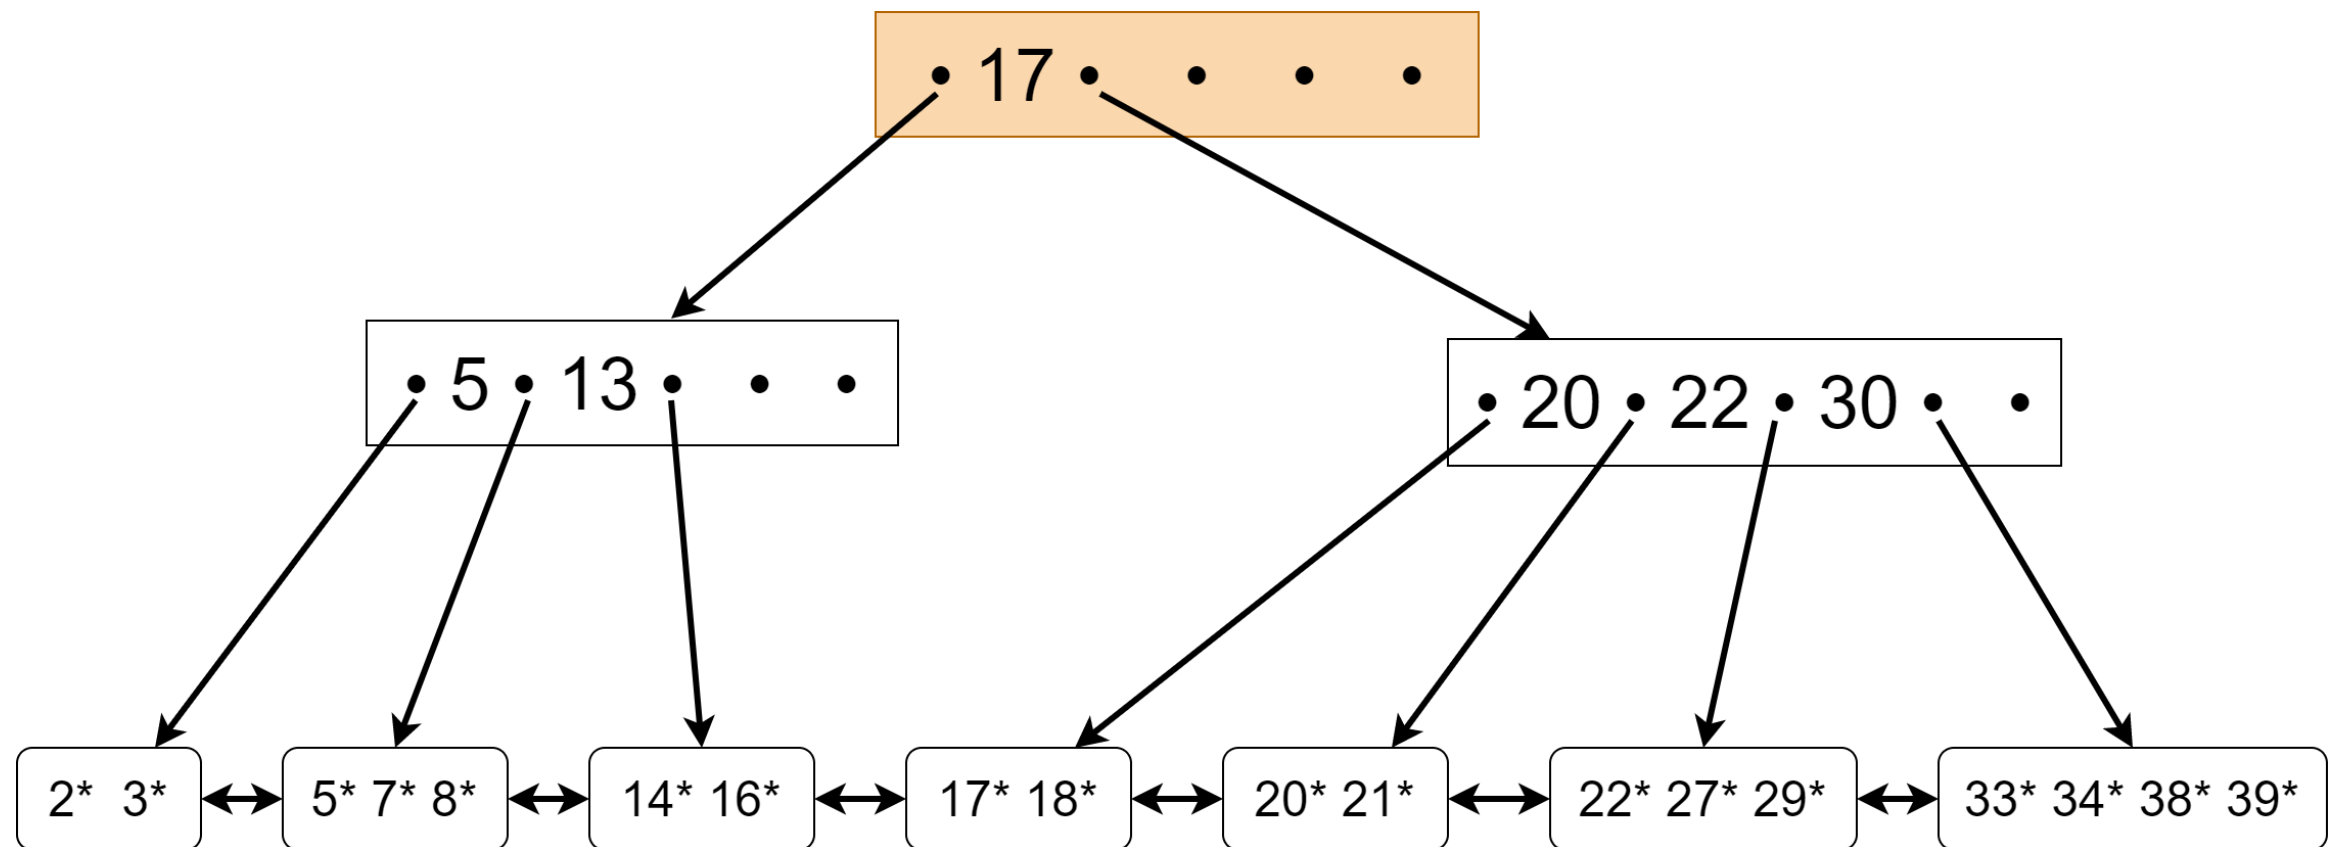 • 17 • • • •
• 5 • 13 • • •
• 20 • 22 • 30 • •
2* 3*
5* 7* 8*
14* 16*
17* 18*
20* 21*
22* 27* 29*
33* 34* 38* 39*